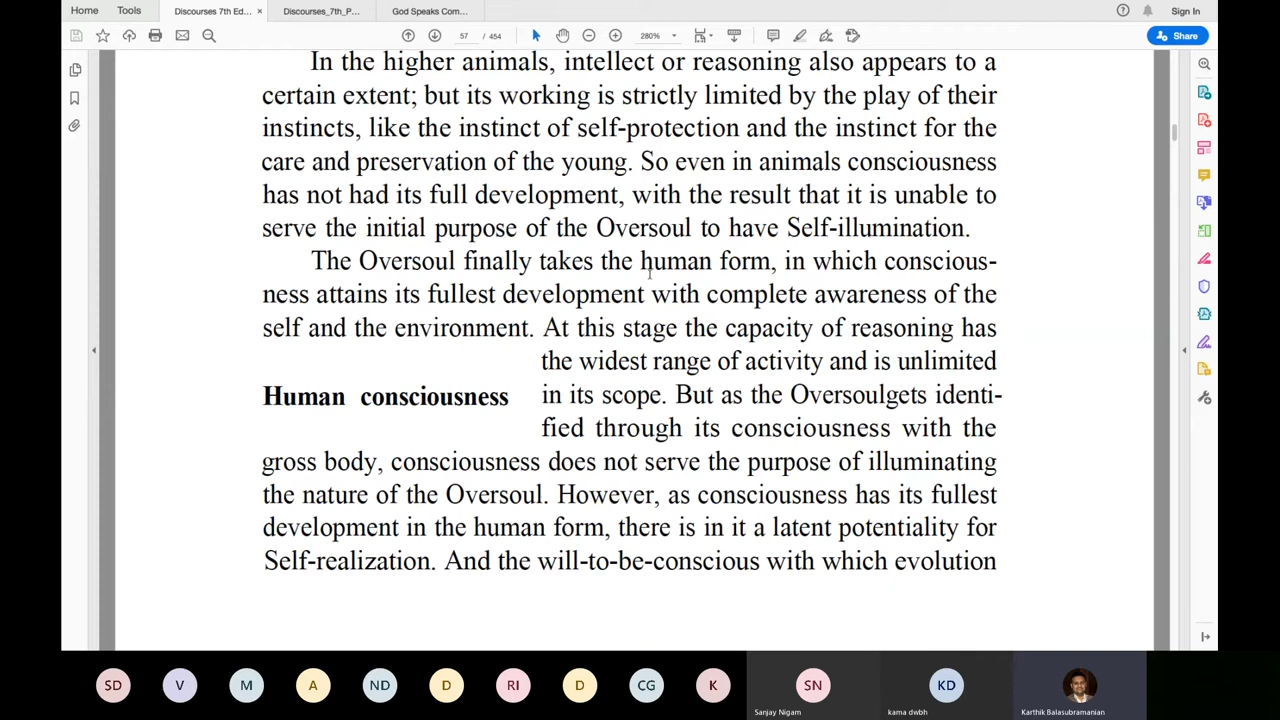 Home
Tools
Discourses 7th Ed...
×
Discourses_7th_P...
God Speaks Com...
Sign In
57 / 454
280%
Share
In the higher animals, intellect or reasoning also appears to a
certain extent; but its working is strictly limited by the play of their
instincts, like the instinct of self-protection and the instinct for the
care and preservation of the young. So even in animals consciousness
has not had its full development, with the result that it is unable to
serve the initial purpose of the Oversoul to have Self-illumination.
The Oversoul finally takes the human form, in which conscious-
ness attains its fullest development with complete awareness of the
self and the environment. At this stage the capacity of reasoning has
the widest range of activity and is unlimited
Human consciousness
in its scope. But as the Oversoulgets identi-
fied through its consciousness with the
gross body, consciousness does not serve the purpose of illuminating
the nature of the Oversoul. However, as consciousness has its fullest
development in the human form, there is in it a latent potentiality for
Self-realization. And the will-to-be-conscious with which evolution
SD
V
M
A
ND
D
RI
D
CG
K
SN
KD
Sanjay Nigam
kama dwbh
Karthik Balasubramanian